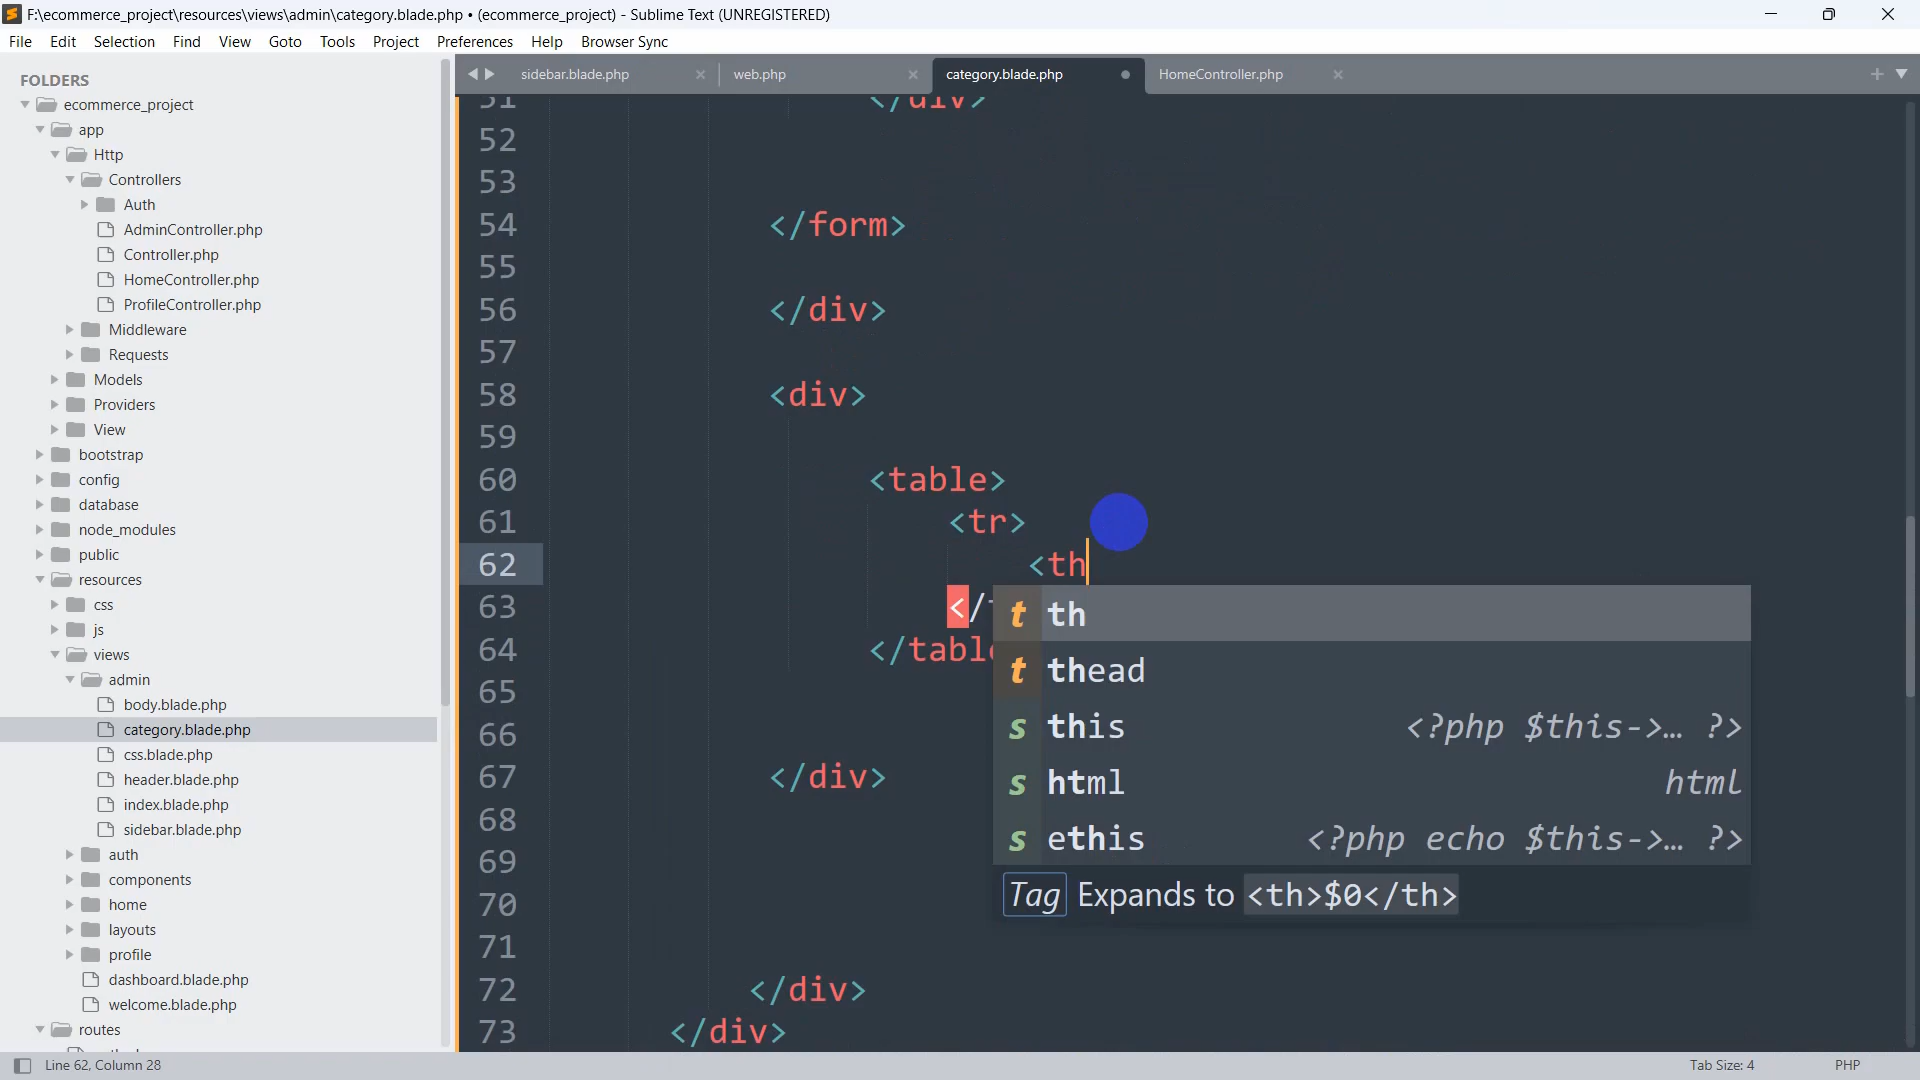 F:\ecommerce_project\resources\views\admin\category.blade.php • (ecommerce_project) - Sublime Text (UNREGISTERED)
File Edit Selection Find View Goto Tools Project Preferences Help Browser Sync
FOLDERS
ecommerce_project
app
Http
Controllers
Auth
AdminController.php
Controller.php
HomeController.php
ProfileController.php
Middleware
Requests
Models
Providers
View
bootstrap
config
database
node_modules
public
resources
css
js
views
admin
body.blade.php
category.blade.php
css.blade.php
header.blade.php
index.blade.php
sidebar.blade.php
auth
components
home
layouts
profile
dashboard.blade.php
welcome.blade.php
routes
sidebar.blade.php web.php category.blade.php HomeController.php
51 </div>
52
53
54 </form>
55
56 </div>
57
58 <div>
59
60 <table>
61 <tr>
62 <th
63 </
64 </table
65
66
67 </div>
68
69
70
71
72 </div>
73 </div>
t th
t thead
s this <?php $this->… ?>
s html html
s ethis <?php echo $this->… ?>
Tag Expands to <th>$0</th>
Line 62, Column 28 Tab Size: 4 PHP